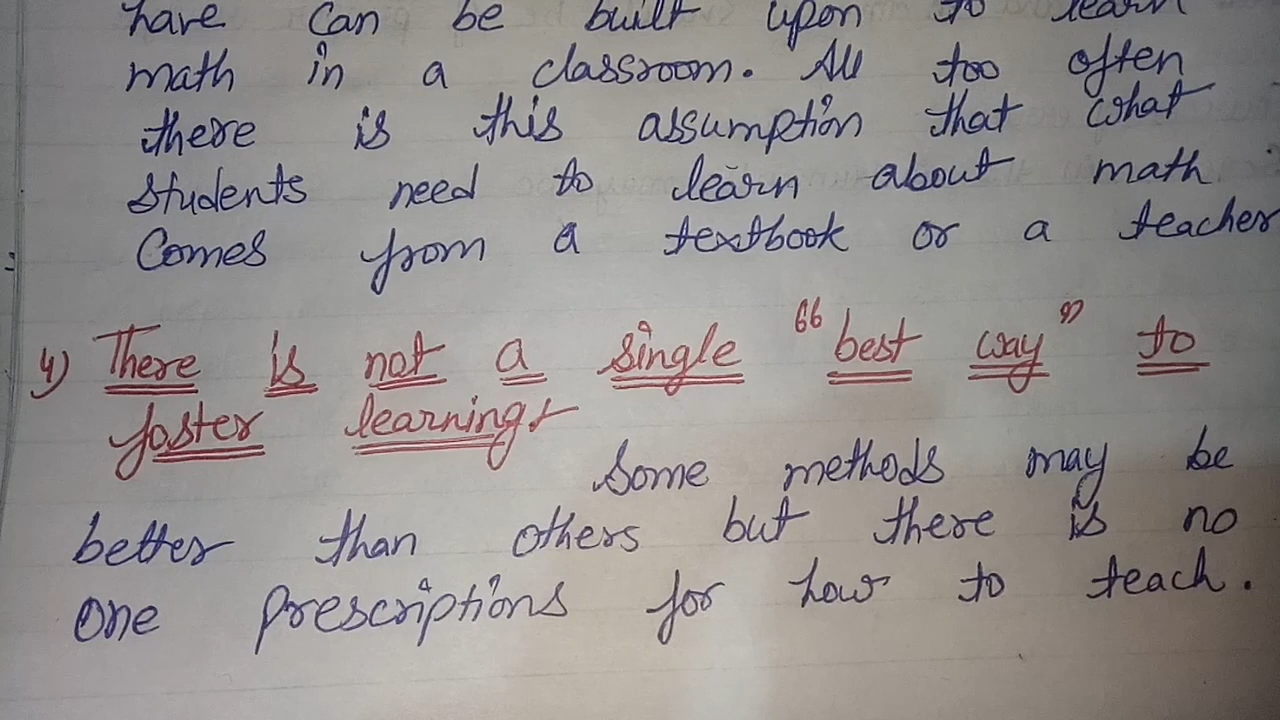 have can be built upon to learn
math in a classroom. All too often
there is this assumption that what
students need to learn about math
Comes from a textbook or a teacher
4) There is not a single "best way" to
foster learning:
Some methods may be
better than others but there is no
one prescriptions for how to teach.